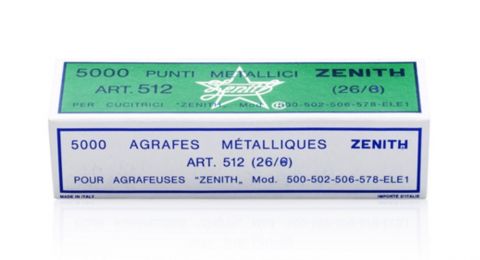 5000 PUNTI METALLICI ZENITH
ART. 512 Zenith (26/6)
PER CUCITRICI "ZENITH„ Mod. 500-502-506-578-ELE1
5000 AGRAFES MÉTALLIQUES ZENITH
ART. 512 (26/6)
POUR AGRAFEUSES "ZENITH„ Mod. 500-502-506-578-ELE1
MADE IN ITALY IMPORTÉ D'ITALIE